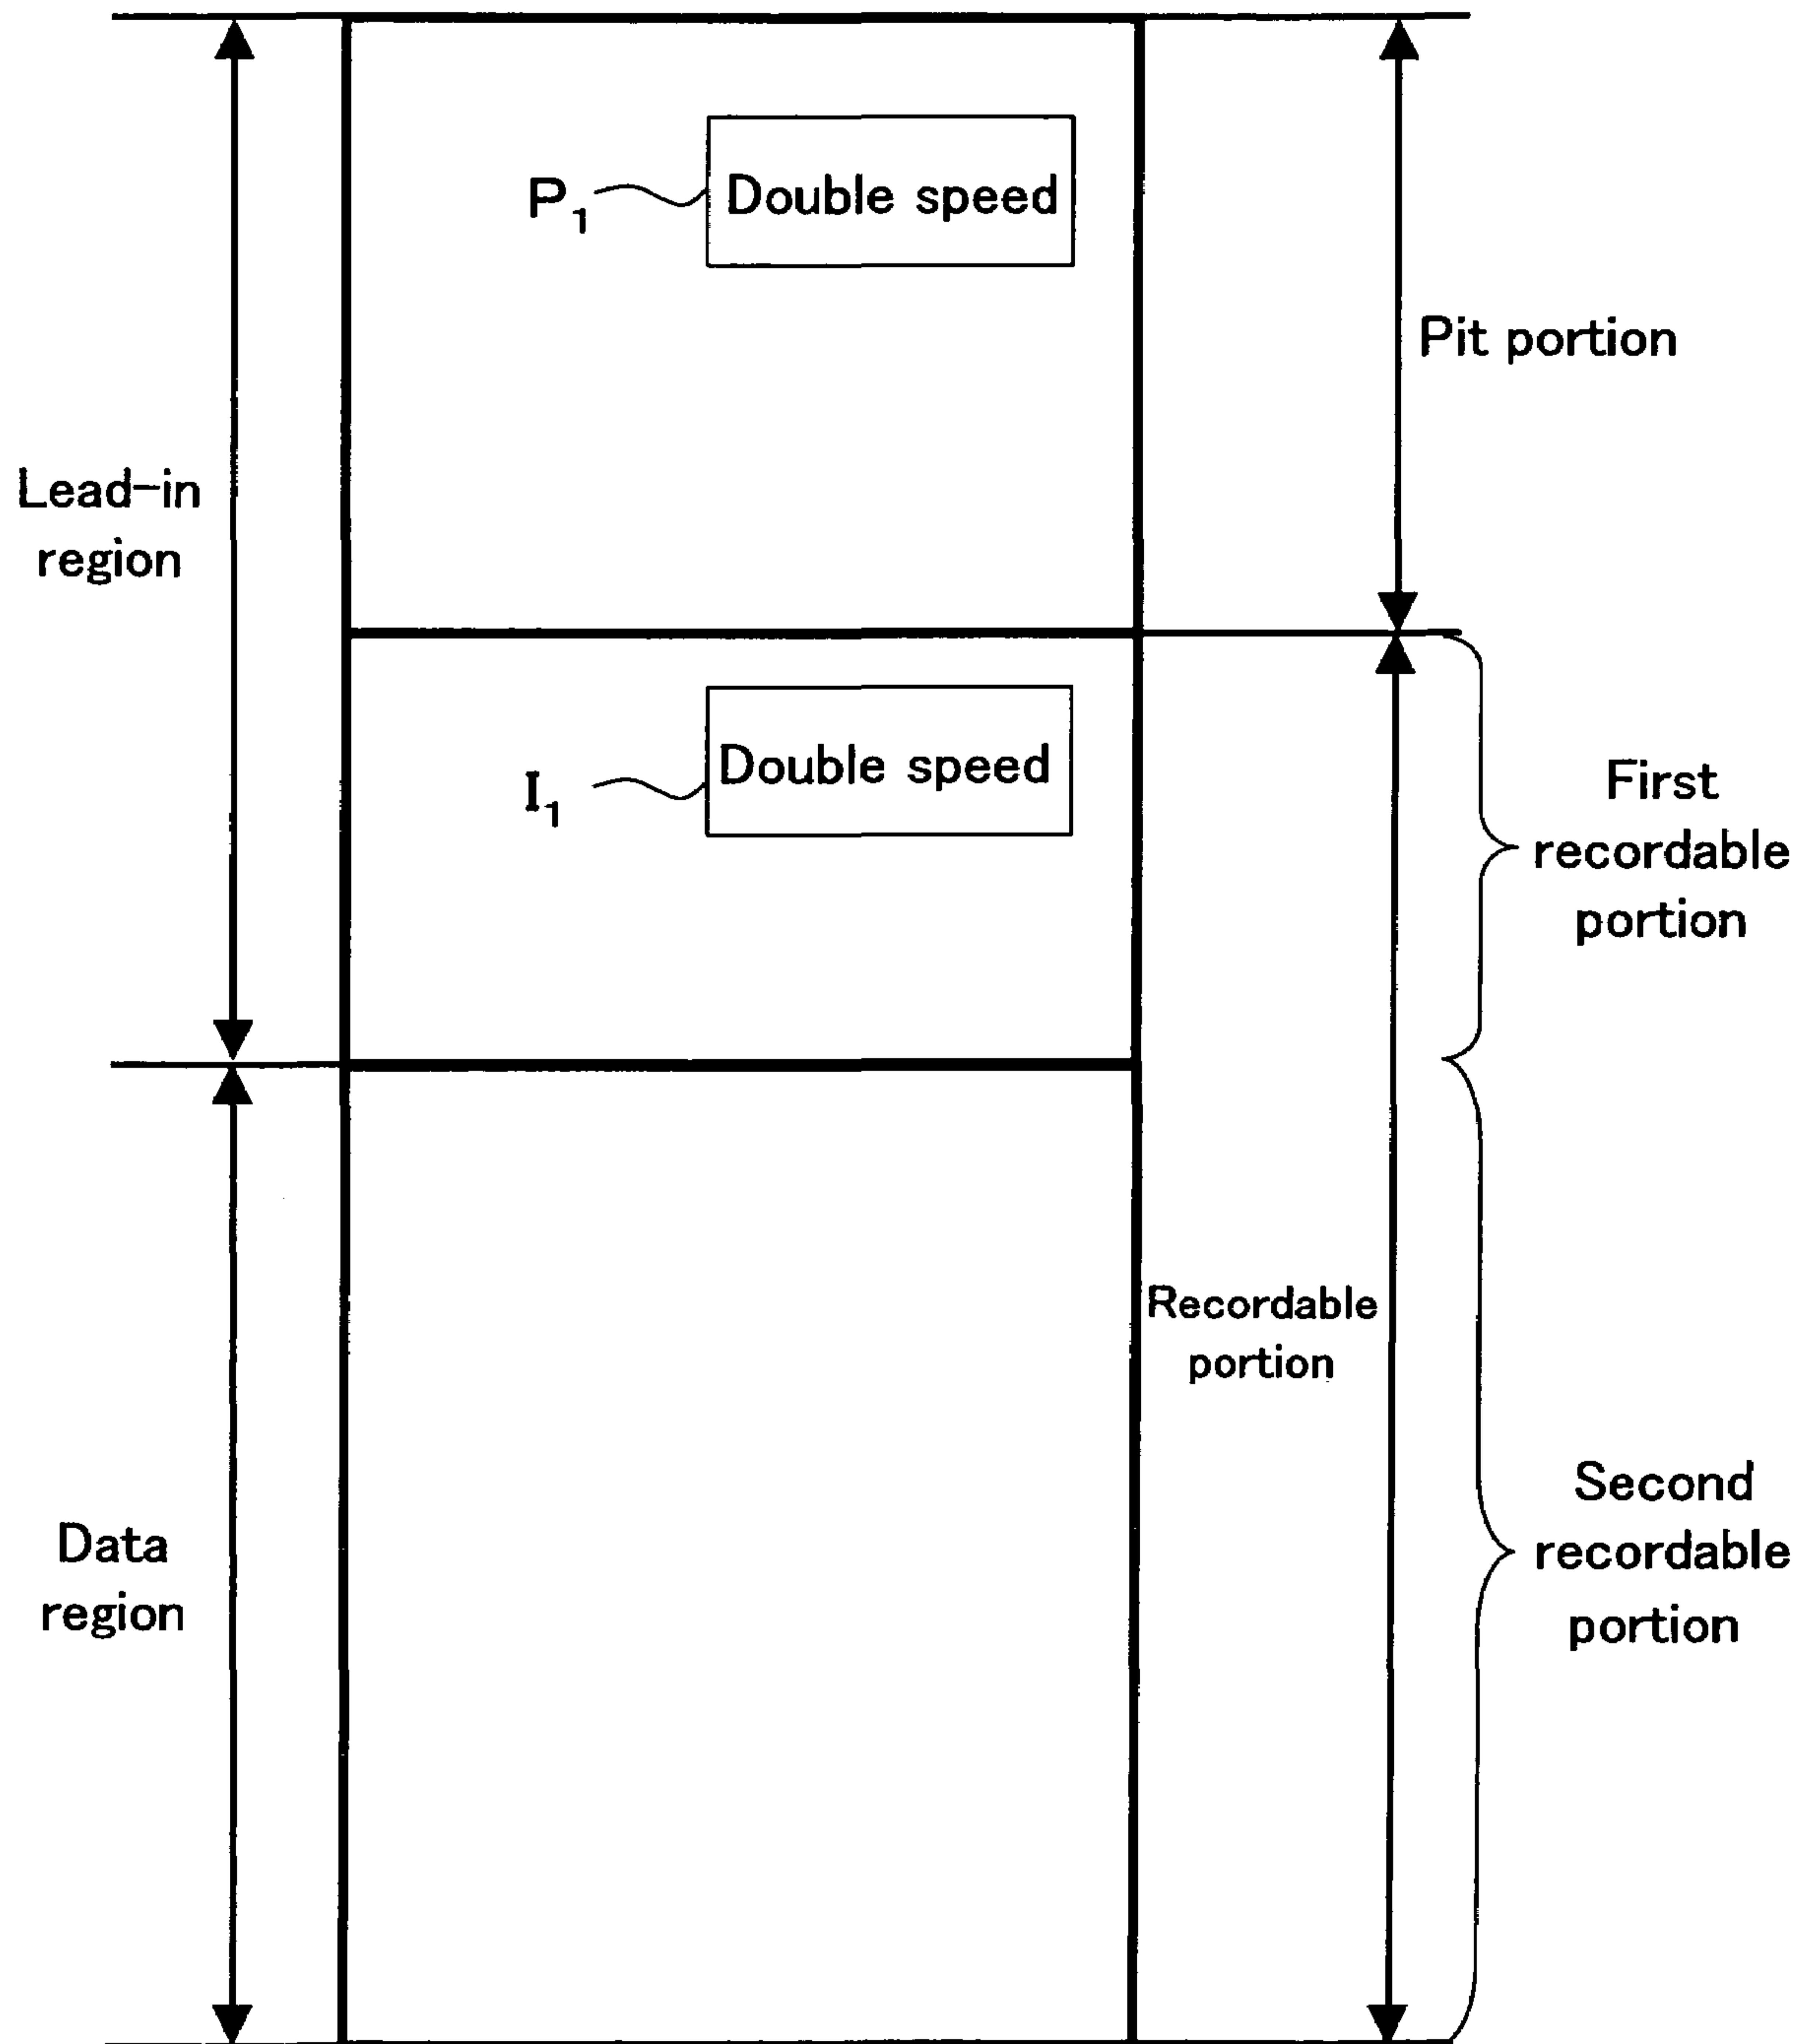 P₁
Double speed
Pit portion
Lead-in
region
I₁
Double speed
First
recordable
portion
Recordable
portion
Data
region
Second
recordable
portion